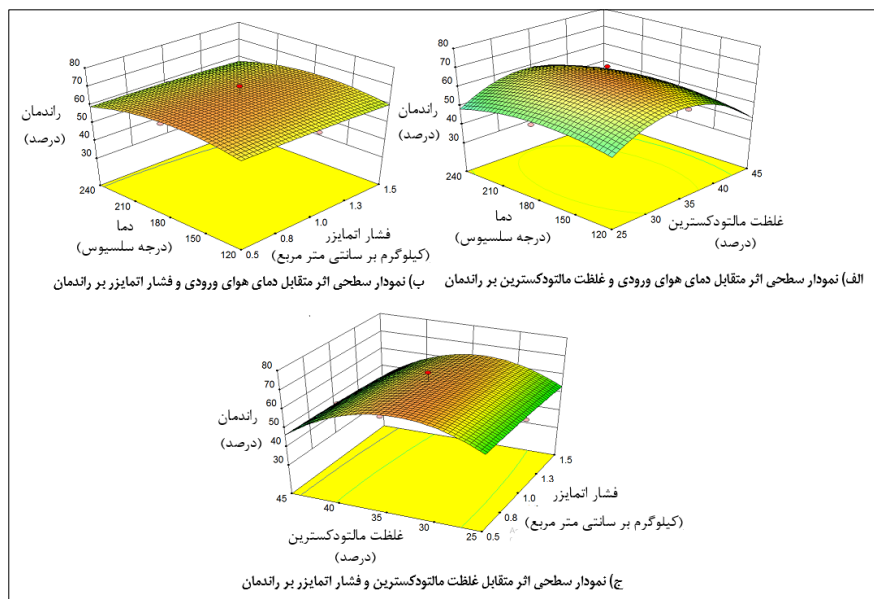 80
70
60
50
40
30
راندمان
(درصد)
240
210
180
150
120
دما
(درجه سلسیوس)
0.5
0.8
1.0
1.3
1.5
فشار اتمایزر
(کیلوگرم بر سانتی متر مربع)
ب) نمودار سطحی اثر متقابل دمای هوای ورودی و فشار اتمایزر بر راندمان
80
70
60
50
40
30
راندمان
(درصد)
240
210
180
150
120
دما
(درجه سلسیوس)
25
30
35
40
45
غلظت مالتودکسترین
(درصد)
الف) نمودار سطحی اثر متقابل دمای هوای ورودی و غلظت مالتودکسترین بر راندمان
80
70
60
50
40
30
راندمان
(درصد)
45
40
35
30
25
غلظت مالتودکسترین
(درصد)
0.5
0.8
1.0
1.3
1.5
فشار اتمایزر
(کیلوگرم بر سانتی متر مربع)
ج) نمودار سطحی اثر متقابل غلظت مالتودکسترین و فشار اتمایزر بر راندمان